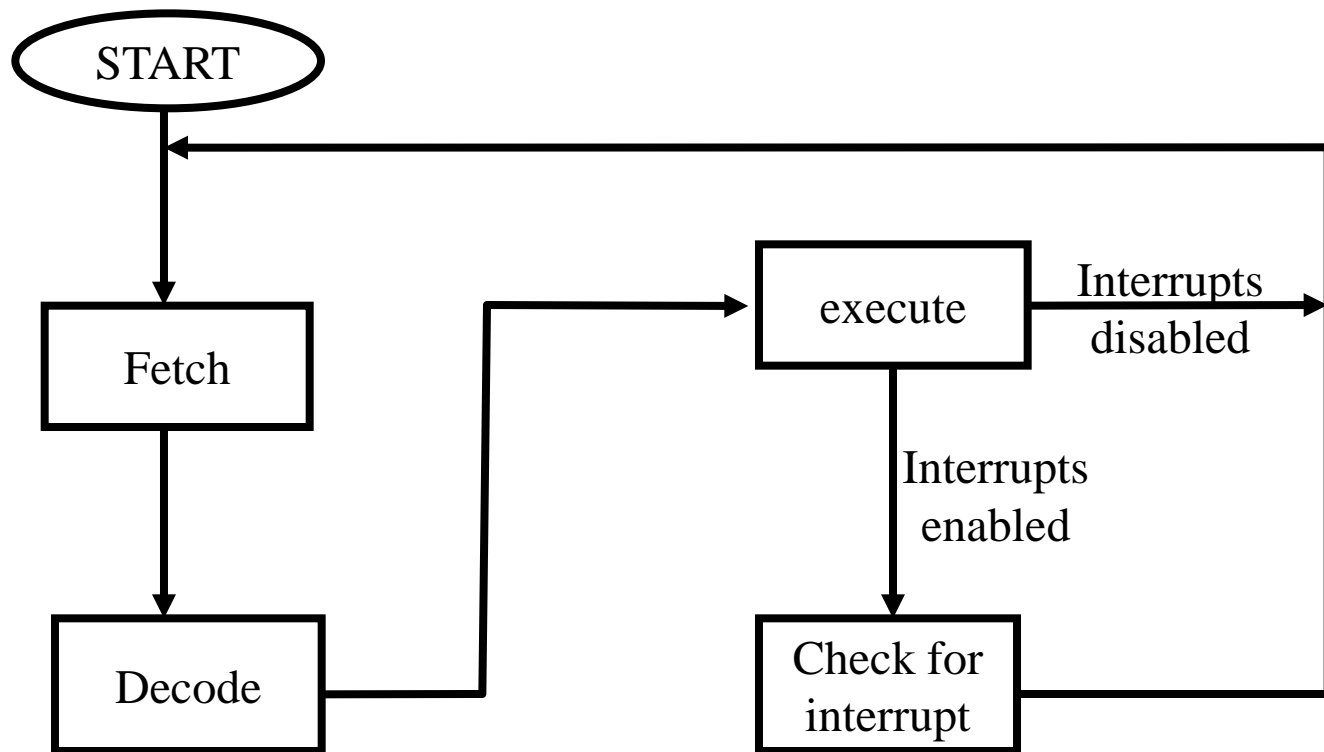 START
Fetch
Decode
execute
Interrupts
disabled
Interrupts
enabled
Check for
interrupt